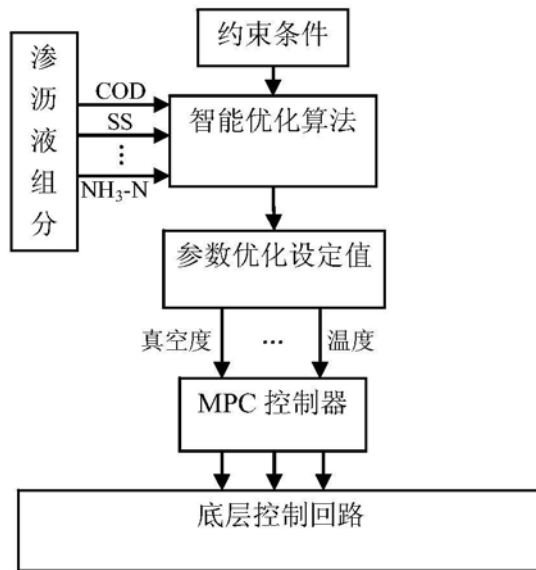 约束条件
渗沥液组分
COD
SS
⋮
NH₃-N
智能优化算法
参数优化设定值
真空度 ... 温度
MPC 控制器
底层控制回路